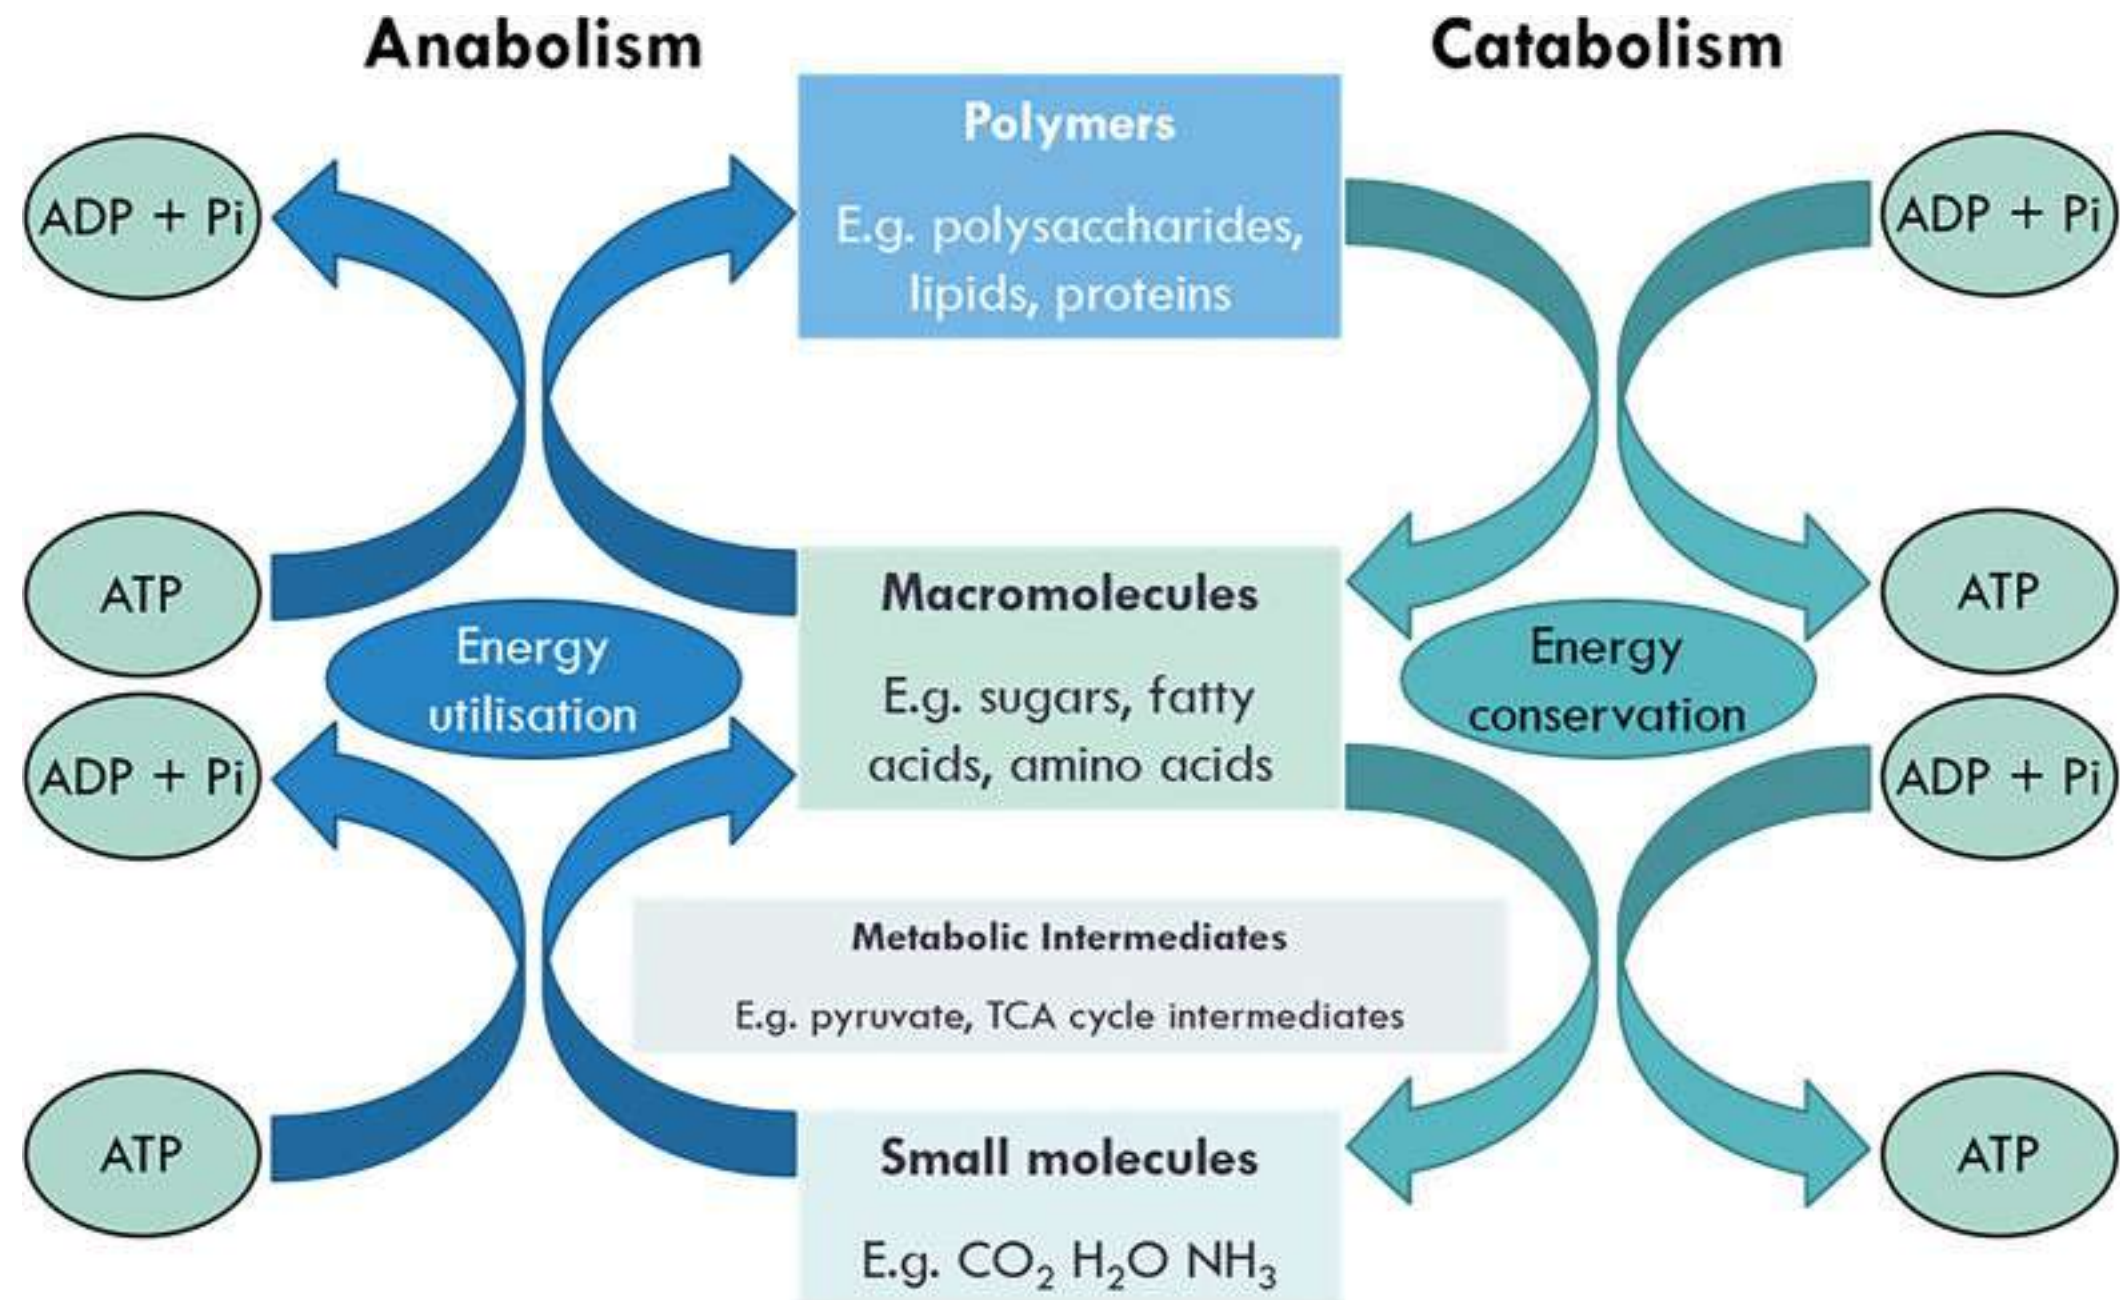 Anabolism
Catabolism
Polymers
E.g. polysaccharides,
lipids, proteins
ADP + Pi
ADP + Pi
ATP
ATP
Macromolecules
E.g. sugars, fatty
acids, amino acids
Energy
utilisation
Energy
conservation
ADP + Pi
ADP + Pi
Metabolic Intermediates
E.g. pyruvate, TCA cycle intermediates
ATP
ATP
Small molecules
E.g. CO₂ H₂O NH₃